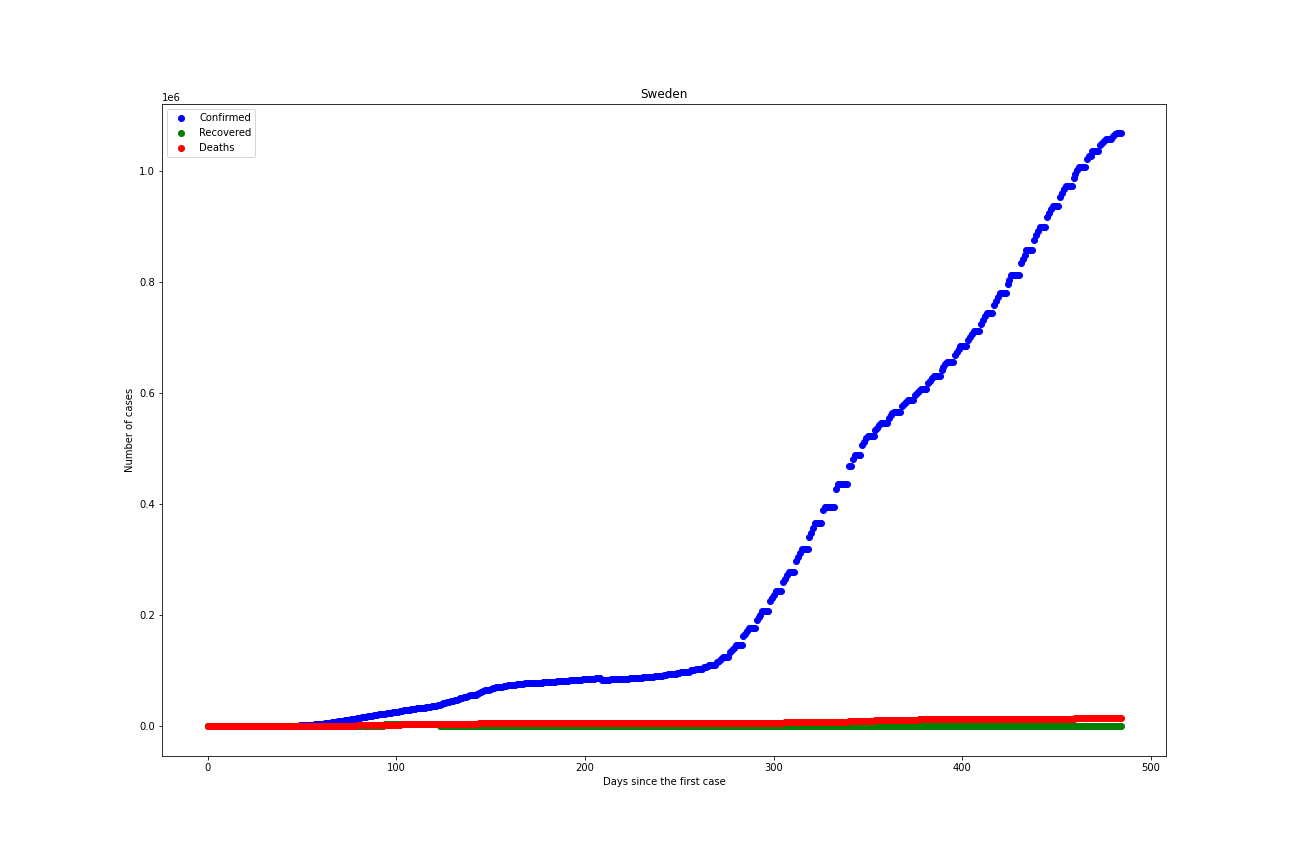 Sweden
1e6
Confirmed
Recovered
Deaths
1.0
0.8
0.6
0.4
0.2
0.0
Number of cases
0 100 200 300 400 500
Days since the first case